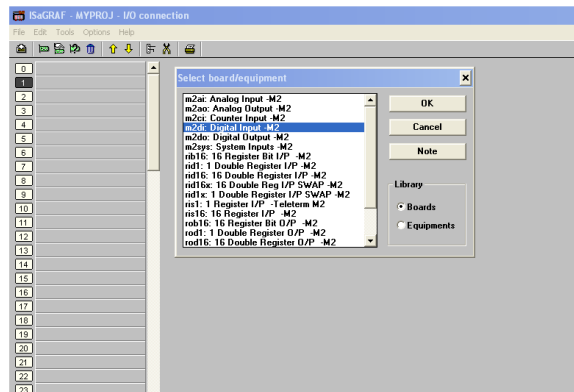 ISaGRAF - MYPROJ - I/O connection
File Edit Tools Options Help
0
1
2
3
4
5
6
7
8
9
10
11
12
13
14
15
16
17
18
19
20
21
22
23
Select board/equipment
m2ai: Analog Input -M2
m2ao: Analog Output -M2
m2ci: Counter Input -M2
m2di: Digital Input -M2
m2do: Digital Output -M2
m2sys: System Inputs -M2
rib16: 16 Register Bit I/P -M2
rid1: 1 Double Register I/P -M2
rid16: 16 Double Register I/P -M2
rid16x: 16 Double Reg I/P SWAP -M2
rid1x: 1 Double Register I/P SWAP -M2
ris1: 1 Register I/P -Teleterm M2
ris16: 16 Register I/P -M2
rob16: 16 Register Bit O/P -M2
rod1: 1 Double Register O/P -M2
rod16: 16 Double Register O/P -M2
OK
Cancel
Note
Library
Boards
Equipments